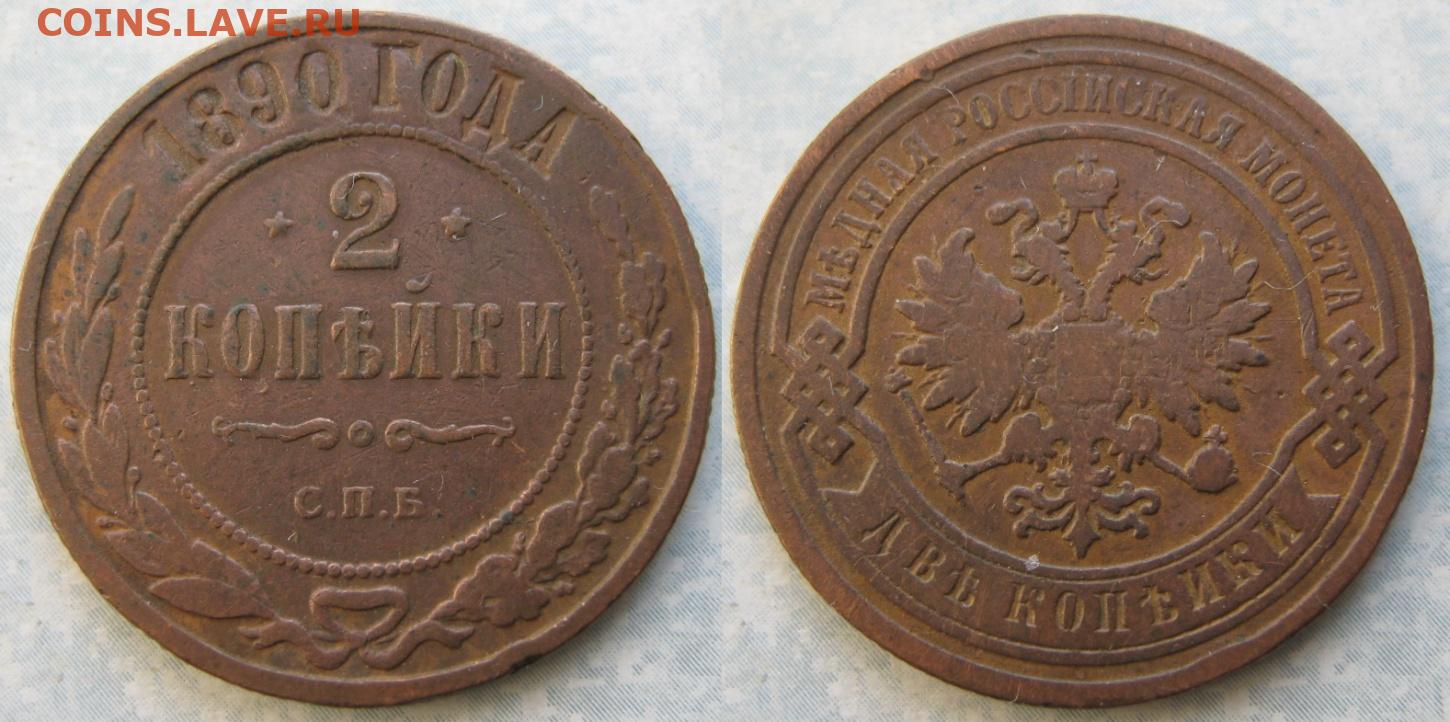 COINS.LAVE.RU
1890 ГОДА
2
КОПѢЙКИ
С.П.Б.
МѢДНАЯ РОССІЙСКАЯ МОНЕТА
ДВѢ КОПѢЙКИ